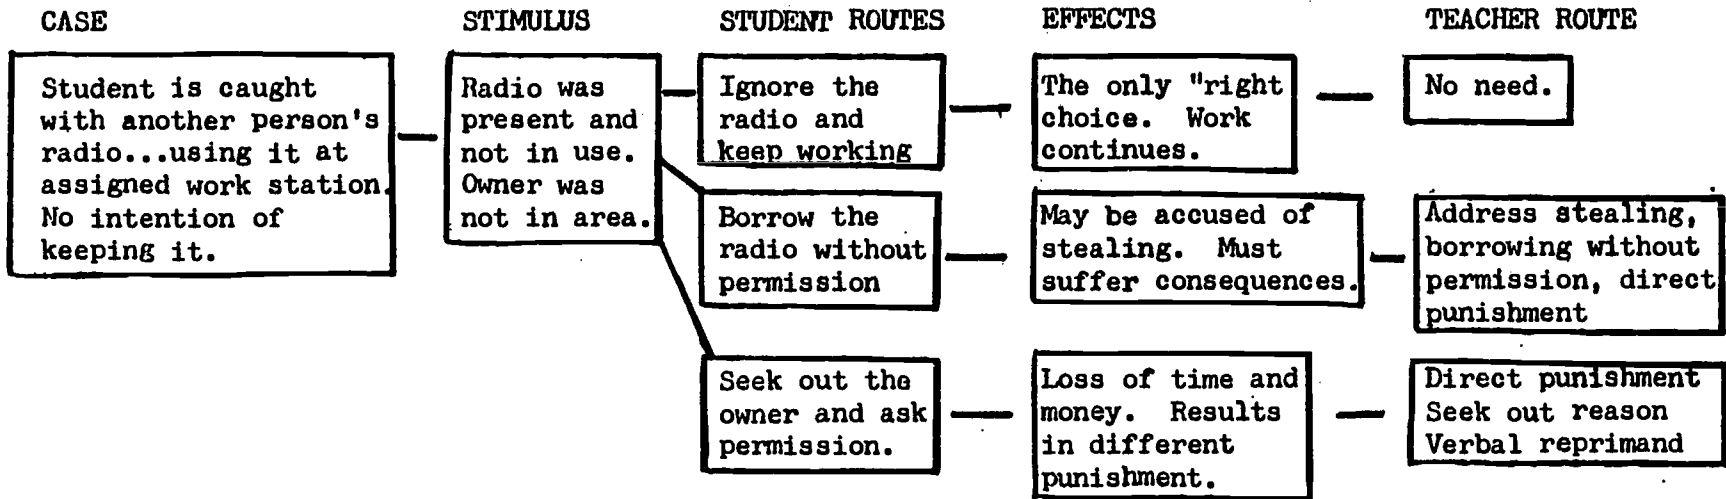 CASE
STIMULUS
STUDENT ROUTES
EFFECTS
TEACHER ROUTE
Student is caught
with another person's
radio...using it at
assigned work station.
No intention of
keeping it.
Radio was
present and
not in use.
Owner was
not in area.
Ignore the
radio and
keep working
The only "right
choice. Work
continues.
No need.
Borrow the
radio without
permission
May be accused of
stealing. Must
suffer consequences.
Address stealing,
borrowing without
permission, direct
punishment
Seek out the
owner and ask
permission.
Loss of time and
money. Results
in different
punishment.
Direct punishment
Seek out reason
Verbal reprimand